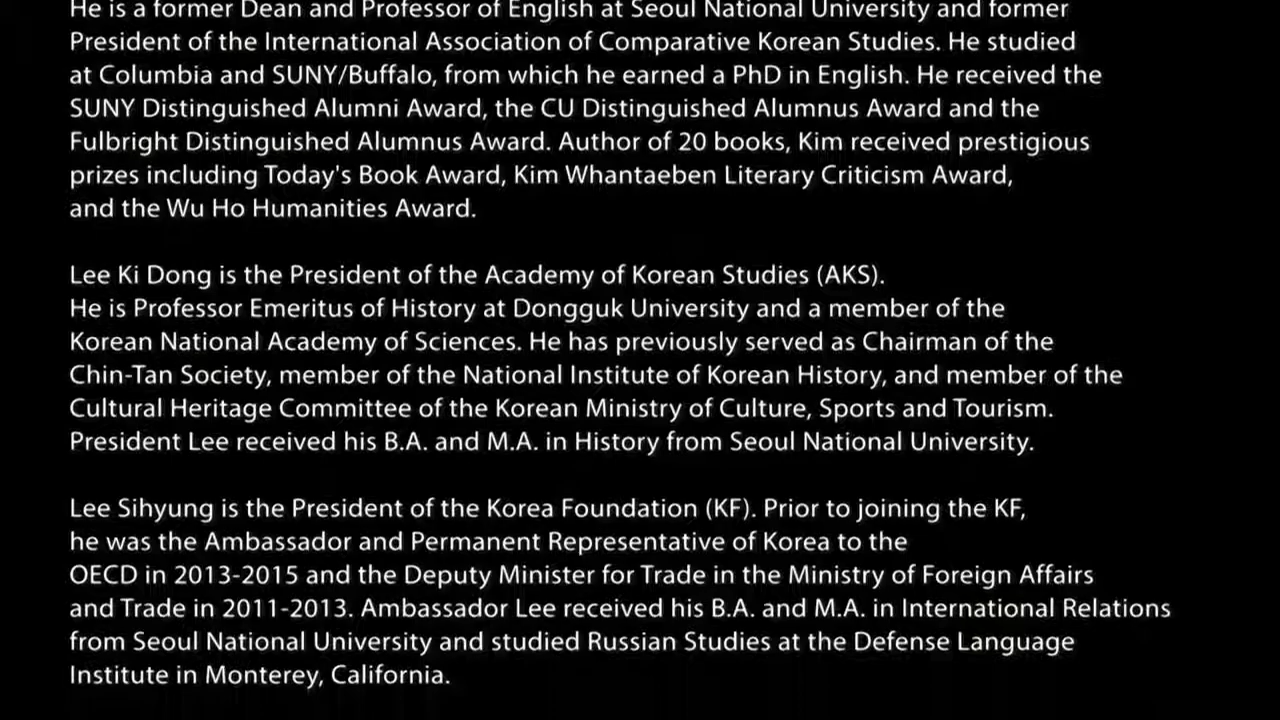 He is a former Dean and Professor of English at Seoul National University and former
President of the International Association of Comparative Korean Studies. He studied
at Columbia and SUNY/Buffalo, from which he earned a PhD in English. He received the
SUNY Distinguished Alumni Award, the CU Distinguished Alumnus Award and the
Fulbright Distinguished Alumnus Award. Author of 20 books, Kim received prestigious
prizes including Today's Book Award, Kim Whantaeben Literary Criticism Award,
and the Wu Ho Humanities Award.
Lee Ki Dong is the President of the Academy of Korean Studies (AKS).
He is Professor Emeritus of History at Dongguk University and a member of the
Korean National Academy of Sciences. He has previously served as Chairman of the
Chin-Tan Society, member of the National Institute of Korean History, and member of the
Cultural Heritage Committee of the Korean Ministry of Culture, Sports and Tourism.
President Lee received his B.A. and M.A. in History from Seoul National University.
Lee Sihyung is the President of the Korea Foundation (KF). Prior to joining the KF,
he was the Ambassador and Permanent Representative of Korea to the
OECD in 2013-2015 and the Deputy Minister for Trade in the Ministry of Foreign Affairs
and Trade in 2011-2013. Ambassador Lee received his B.A. and M.A. in International Relations
from Seoul National University and studied Russian Studies at the Defense Language
Institute in Monterey, California.